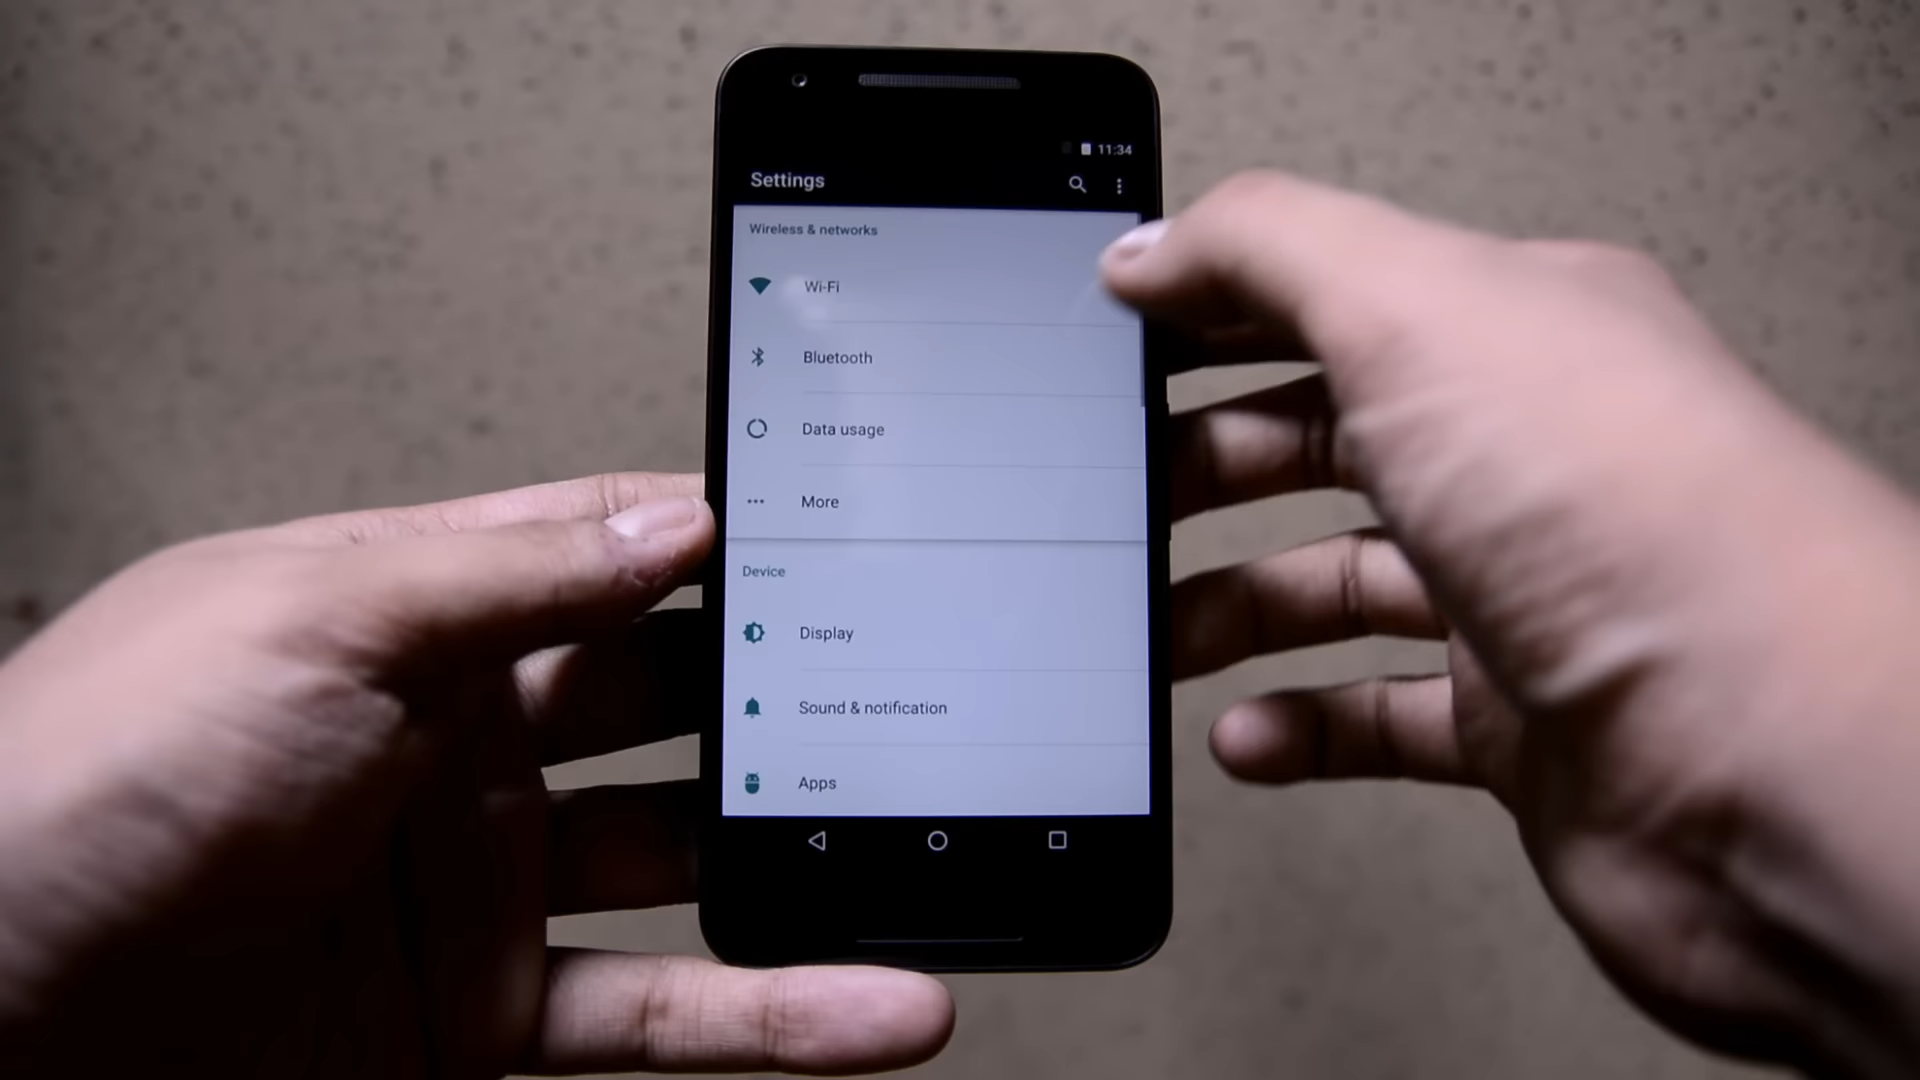 11:34
Settings
Wireless & networks
Wi-Fi
Bluetooth
Data usage
More
Device
Display
Sound & notification
Apps